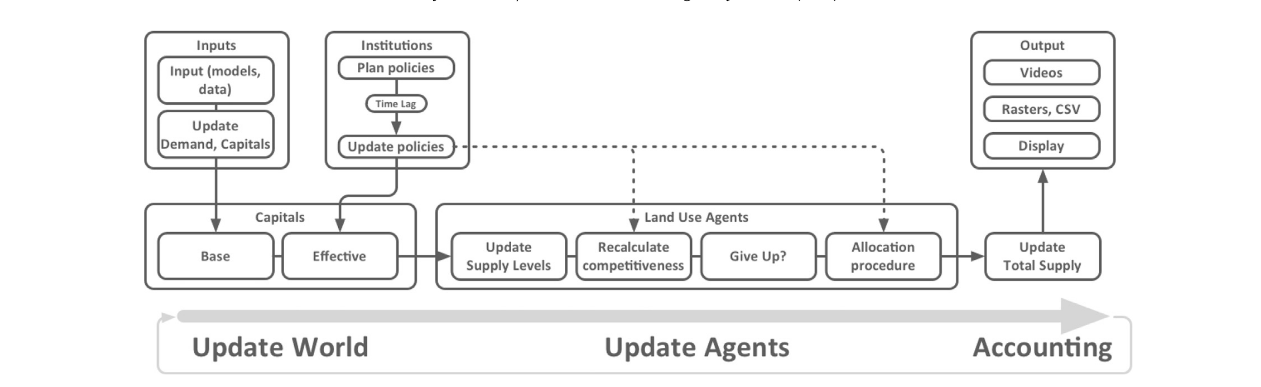 Inputs
Input (models,
data)
Update
Demand, Capitals
Institutions
Plan policies
Time Lag
Update policies
Output
Videos
Rasters, CSV
Display
Capitals
Base
Effective
Land Use Agents
Update
Supply Levels
Recalculate
competitiveness
Give Up?
Allocation
procedure
Update
Total Supply
Update World
Update Agents
Accounting